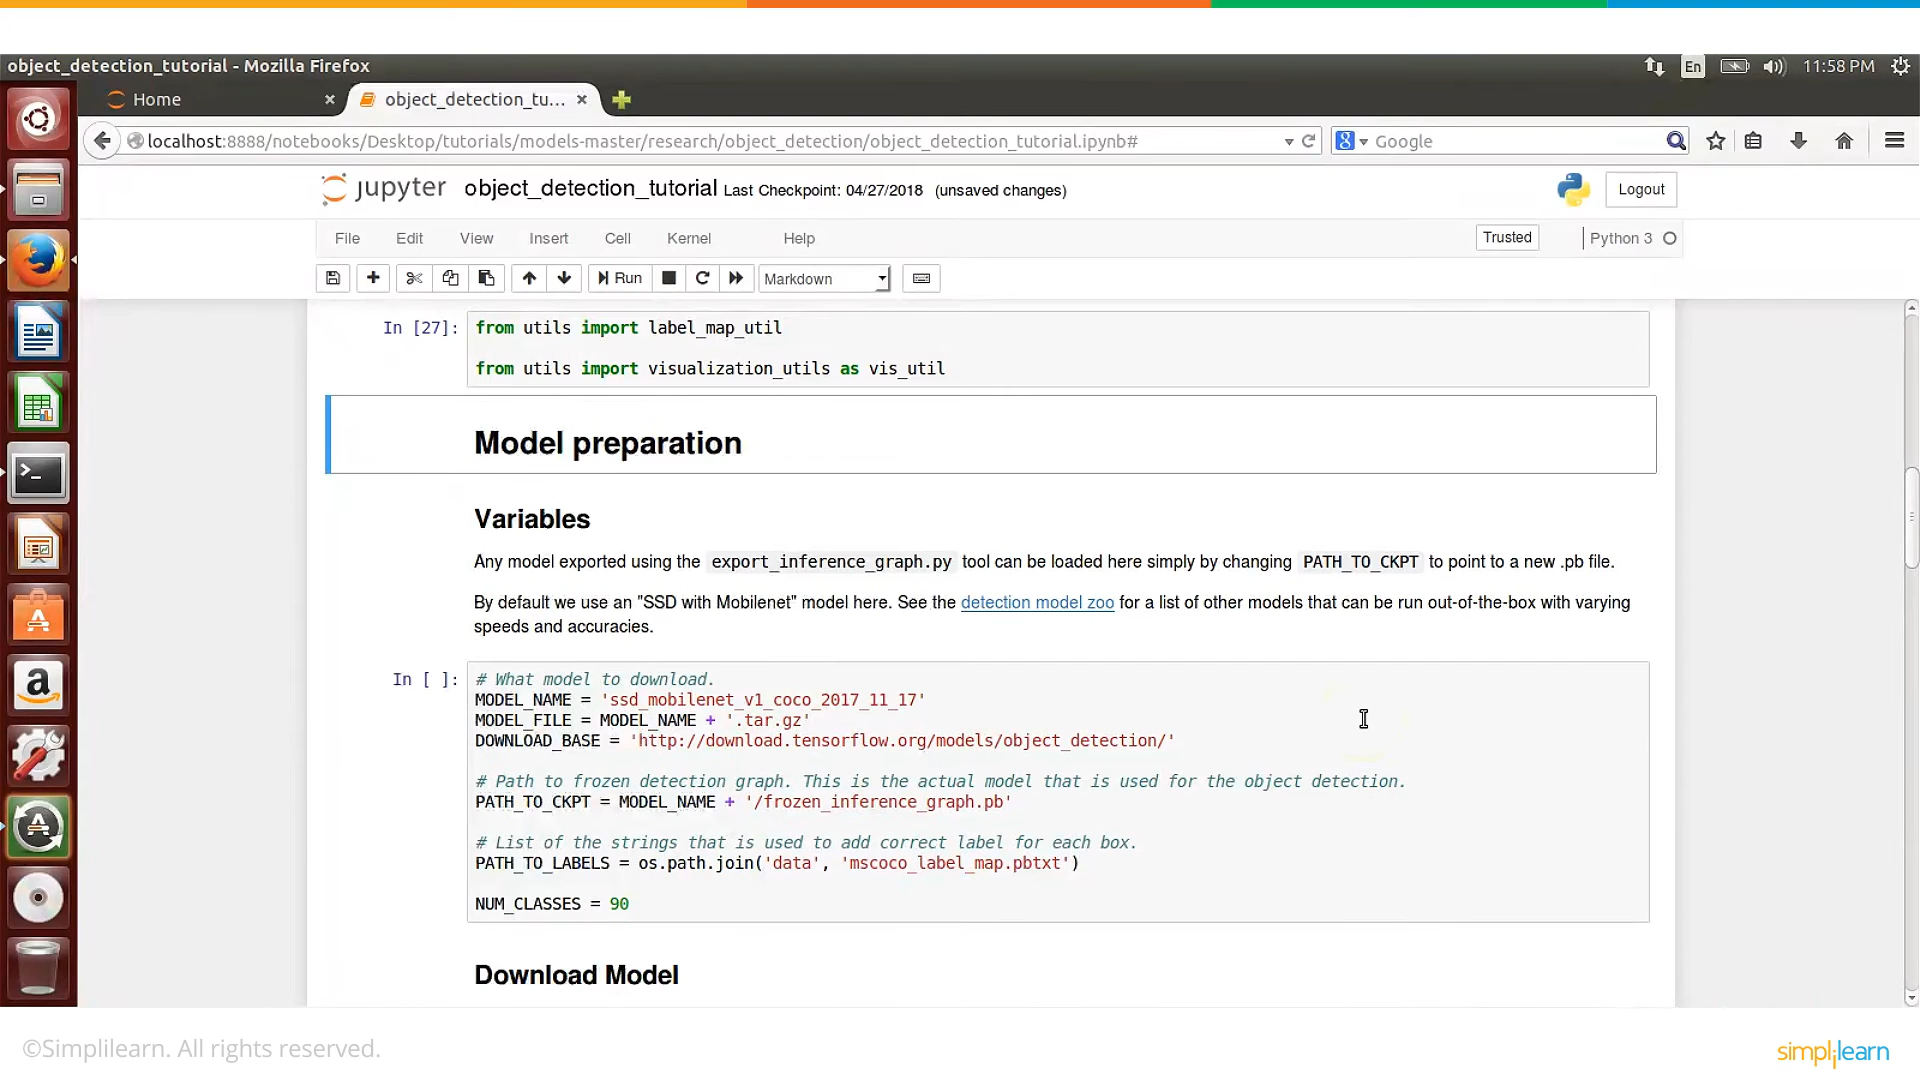 object_detection_tutorial - Mozilla Firefox
En
11:58 PM
Home
object_detection_tu...
localhost:8888/notebooks/Desktop/tutorials/models-master/research/object_detection/object_detection_tutorial.ipynb#
Google
jupyter object_detection_tutorial Last Checkpoint: 04/27/2018 (unsaved changes)
Logout
File Edit View Insert Cell Kernel Help
Trusted
Python 3
Run
Markdown
In [27]: from utils import label_map_util
from utils import visualization_utils as vis_util
Model preparation
Variables
Any model exported using the export_inference_graph.py tool can be loaded here simply by changing PATH_TO_CKPT to point to a new .pb file.
By default we use an "SSD with Mobilenet" model here. See the detection model zoo for a list of other models that can be run out-of-the-box with varying
speeds and accuracies.
In [ ]: # What model to download.
MODEL_NAME = 'ssd_mobilenet_v1_coco_2017_11_17'
MODEL_FILE = MODEL_NAME + '.tar.gz'
DOWNLOAD_BASE = 'http://download.tensorflow.org/models/object_detection/'
# Path to frozen detection graph. This is the actual model that is used for the object detection.
PATH_TO_CKPT = MODEL_NAME + '/frozen_inference_graph.pb'
# List of the strings that is used to add correct label for each box.
PATH_TO_LABELS = os.path.join('data', 'mscoco_label_map.pbtxt')
NUM_CLASSES = 90
Download Model
©Simplilearn. All rights reserved.
simplilearn